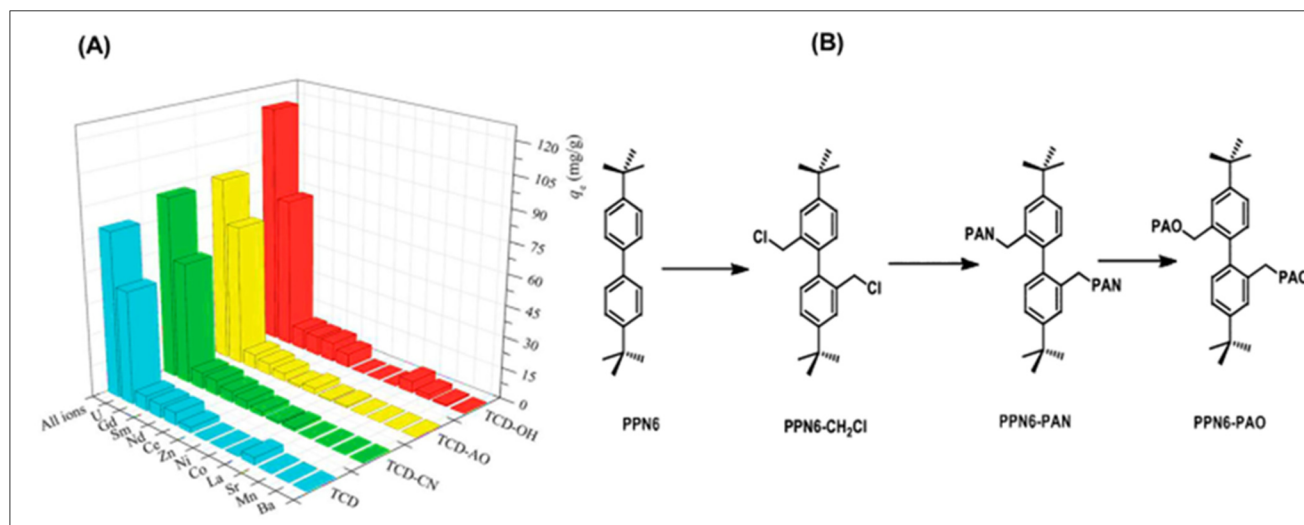 (A)
(B)
120
105
90
75
60
45
30
15
0
qe (mg/g)
All ions
U
Gd
Sm
Nd
Ce
Zn
Ni
Co
La
Sr
Mn
Ba
TCD
TCD-CN
TCD-AO
TCD-OH
PPN6
Cl
Cl
PPN6-CH₂Cl
PAN
PAN
PPN6-PAN
PAO
PAO
PPN6-PAO